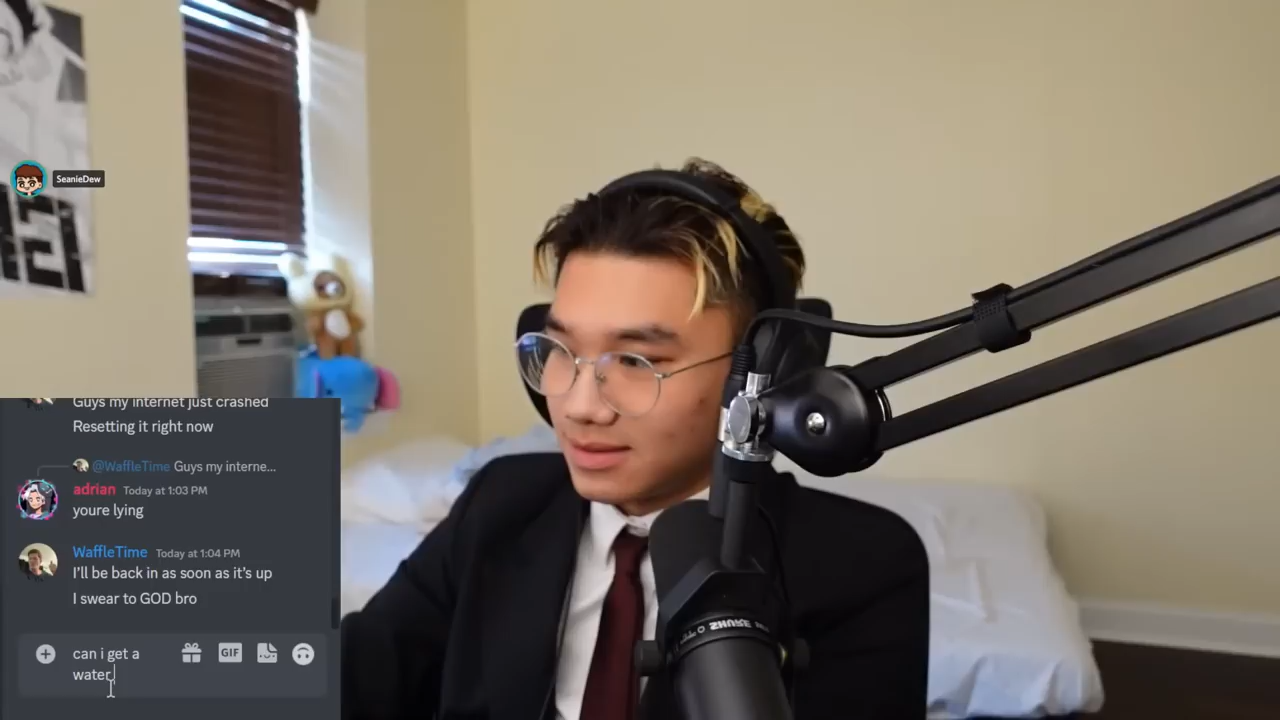 SeanieDew
Guys my internet just crashed
Resetting it right now
@WaffleTime Guys my interne...
adrian Today at 1:03 PM
youre lying
WaffleTime Today at 1:04 PM
I'll be back in as soon as it's up
I swear to GOD bro
can i get a
GIF
water
SHURE